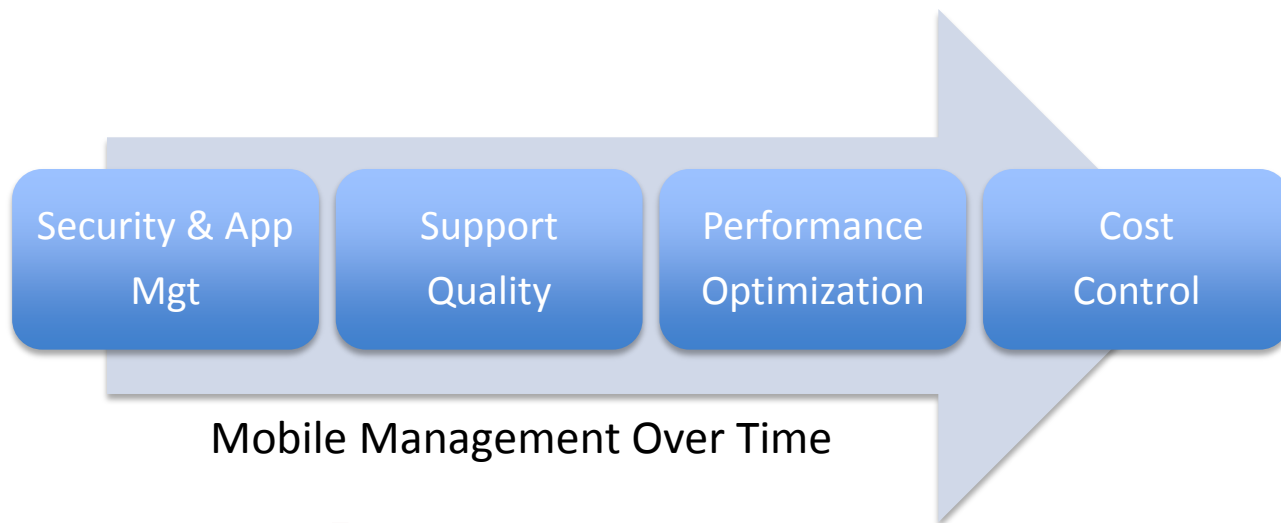 Security & App
Mgt
Support
Quality
Performance
Optimization
Cost
Control
Mobile Management Over Time